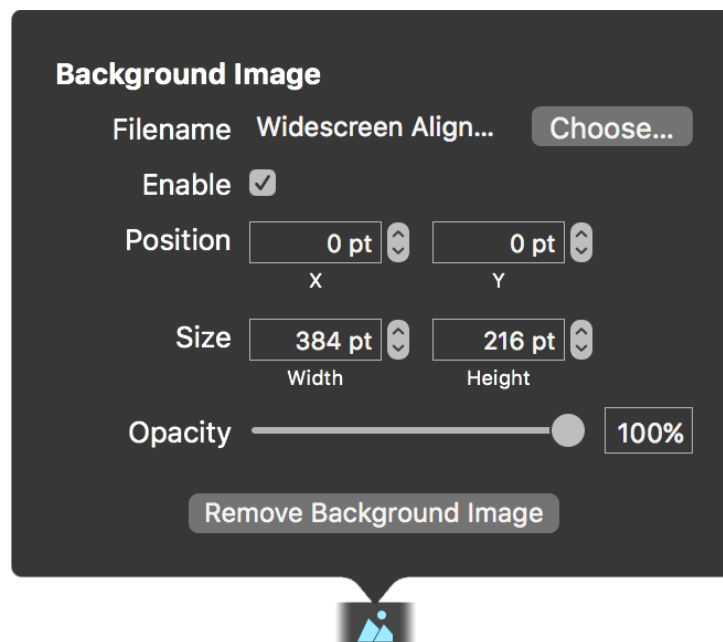 Background Image
Filename Widescreen Align... Choose...
Enable
Position 0 pt 0 pt
X Y
Size 384 pt 216 pt
Width Height
Opacity 100%
Remove Background Image